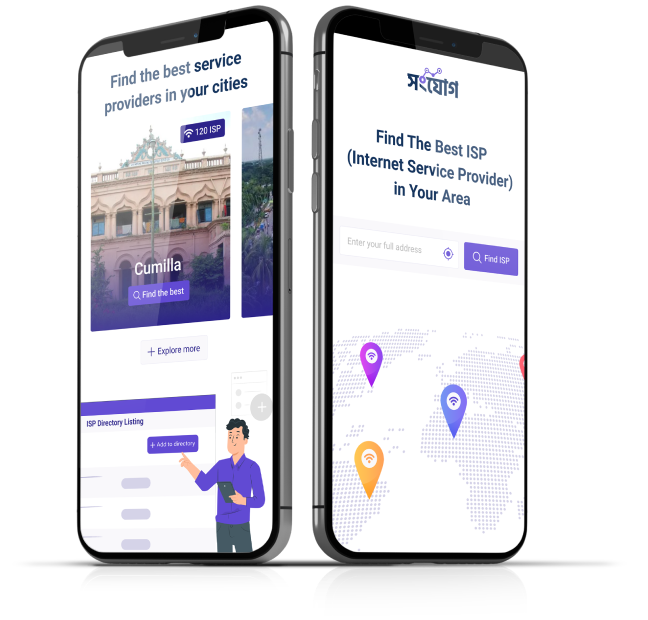 Find the best service
providers in your cities
120 ISP
Cumilla
Find the best
+ Explore more
ISP Directory Listing
+ Add to directory
সংযোগ
Find The Best ISP
(Internet Service Provider)
in Your Area
Enter your full address
Find ISP